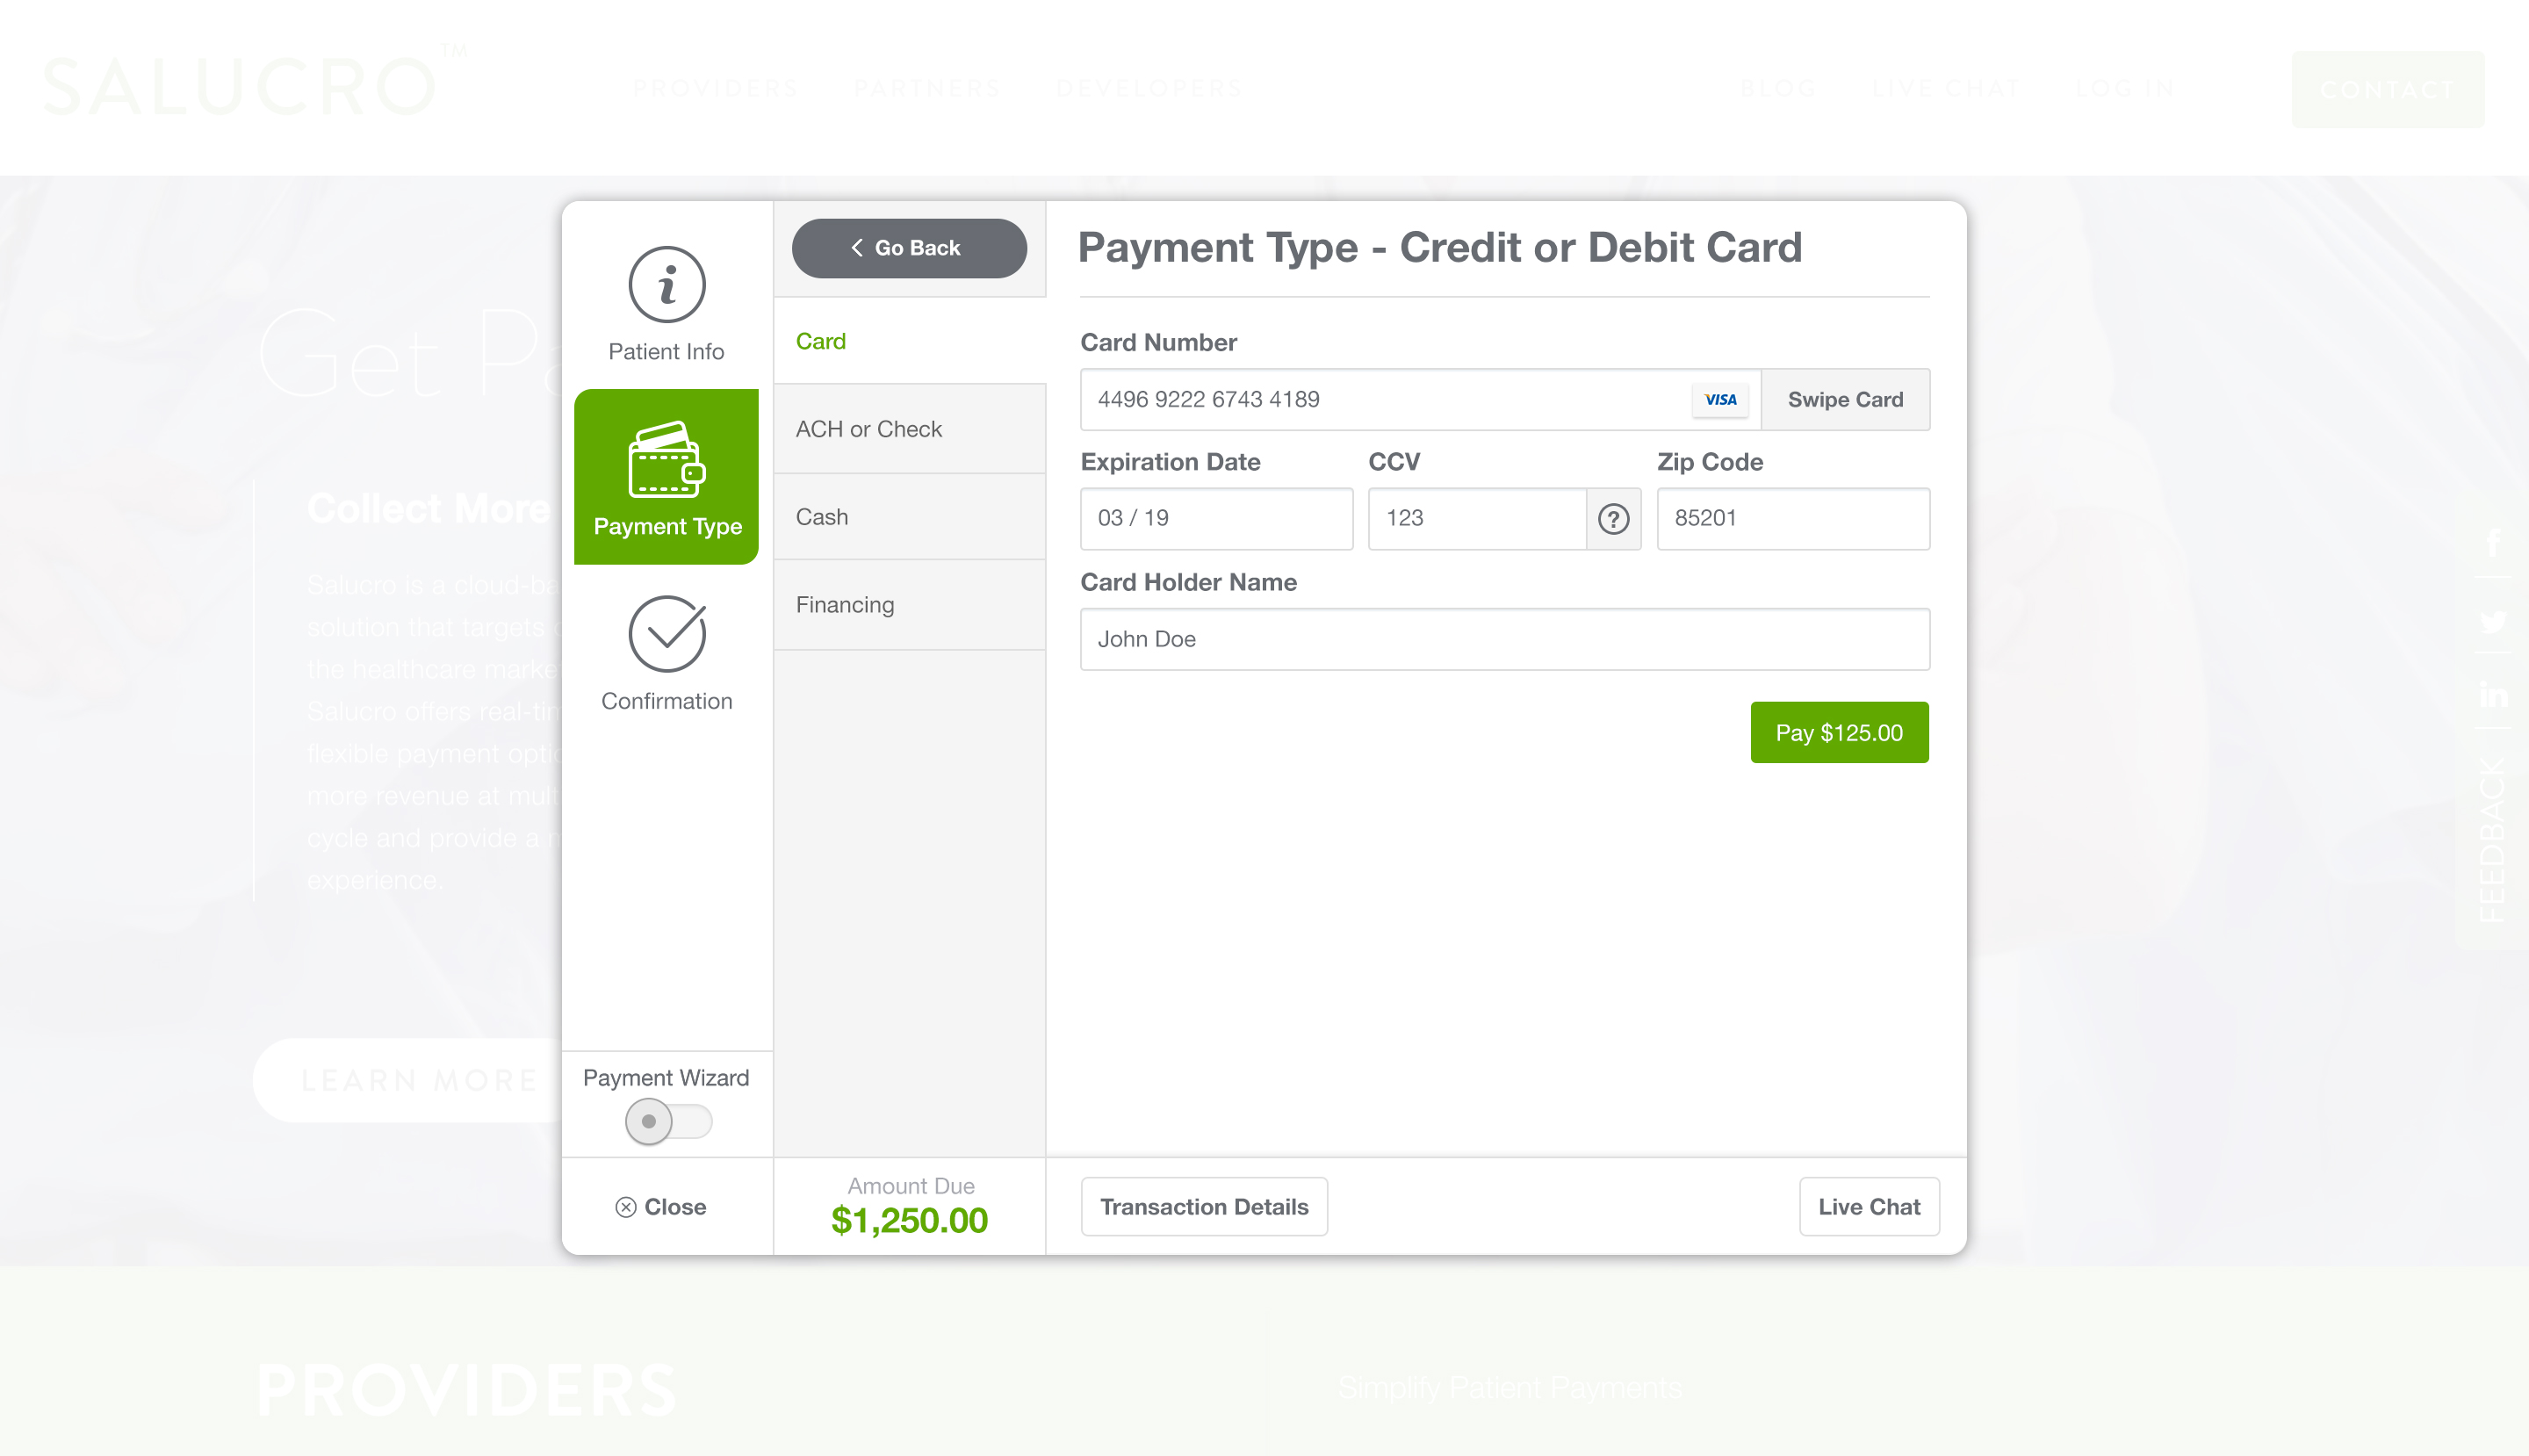 SALUCRO™
PROVIDERS PARTNERS DEVELOPERS BLOG LIVE CHAT LOG IN CONTACT
Get Pa
Collect More
Salucro is a cloud-ba
solution that targets
the healthcare marke
Salucro offers real-tim
flexible payment optic
more revenue at mult
cycle and provide a
experience.
LEARN MORE
Patient Info
Payment Type
Confirmation
Payment Wizard
Close
Go Back
Card
ACH or Check
Cash
Financing
Amount Due
$1,250.00
Payment Type - Credit or Debit Card
Card Number
4496 9222 6743 4189 VISA Swipe Card
Expiration Date CCV Zip Code
03 / 19 123 ? 85201
Card Holder Name
John Doe
Pay $125.00
Transaction Details Live Chat
FEEDBACK
PROVIDERS
Simplify Patient Payments